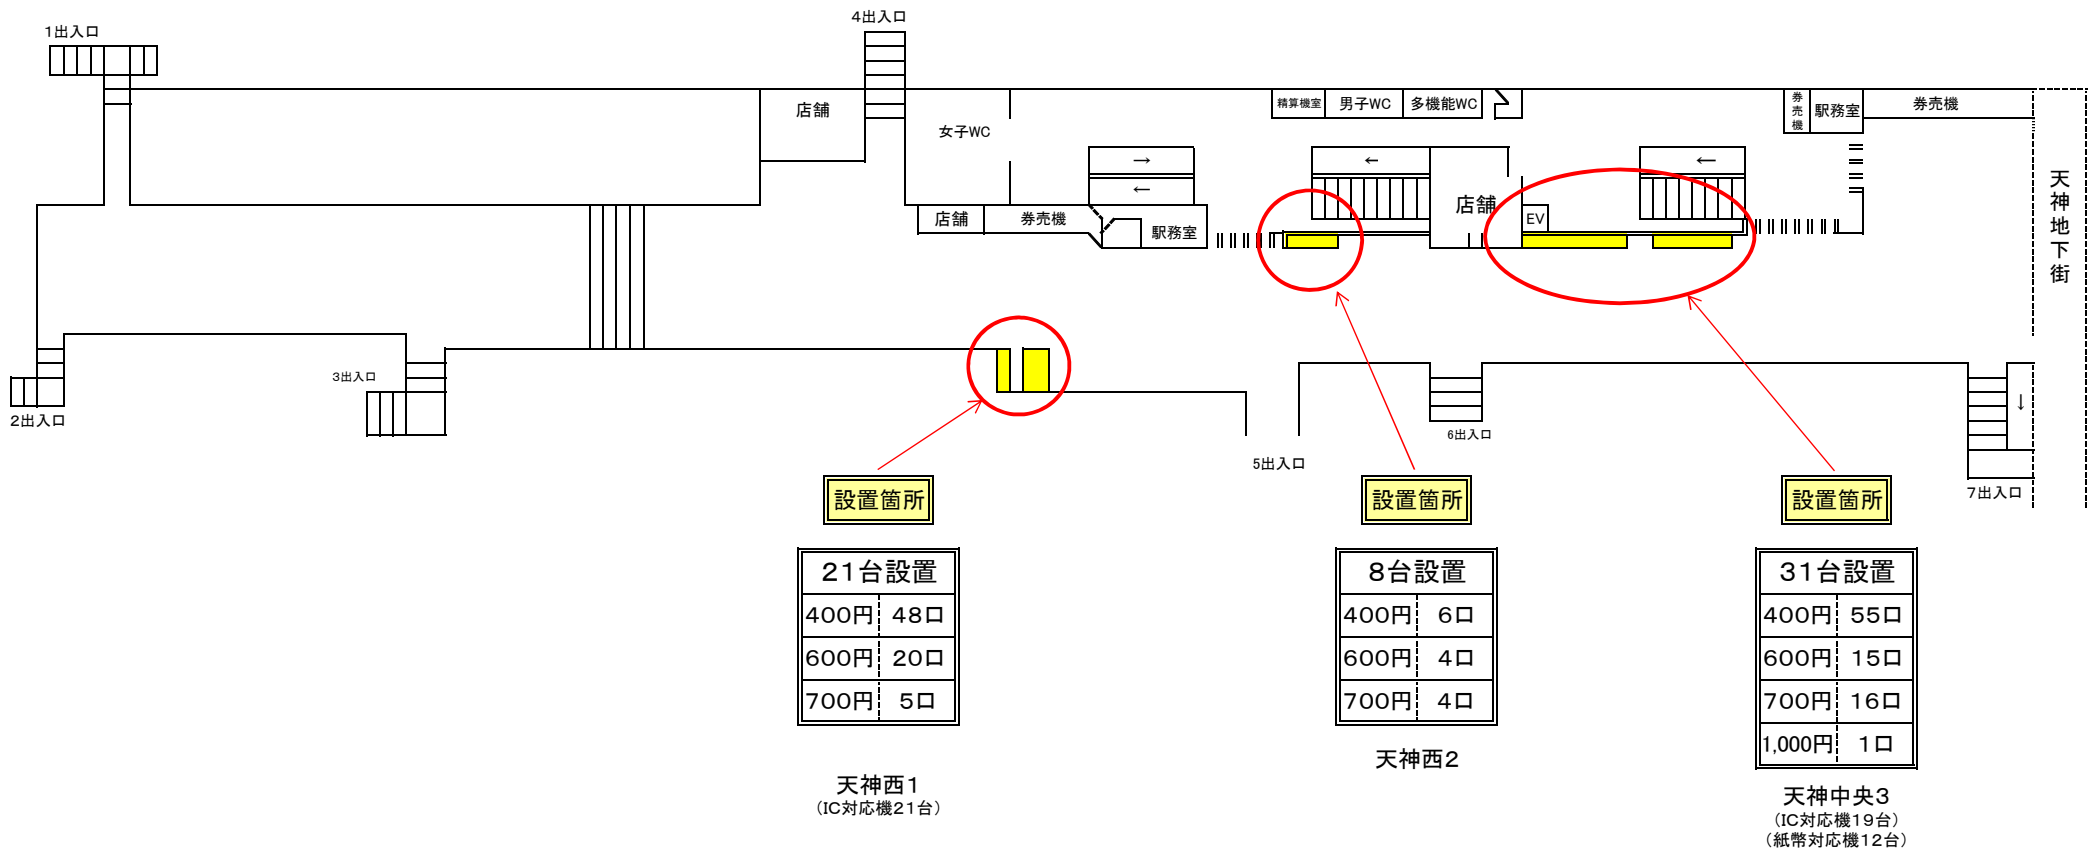 1出入口
4出入口
店舗
女子WC
精算機室
男子WC
多機能WC
券売機
駅務室
券売機
→
←
←
←
店舗
EV
店舗
券売機
駅務室
天神地下街
3出入口
2出入口
6出入口
5出入口
↓
7出入口
設置箇所
設置箇所
設置箇所
21台設置
400円 48口
600円 20口
700円 5口
天神西1
（IC対応機21台）
8台設置
400円 6口
600円 4口
700円 4口
天神西2
31台設置
400円 55口
600円 15口
700円 16口
1,000円 1口
天神中央3
（IC対応機19台）
（紙幣対応機12台）